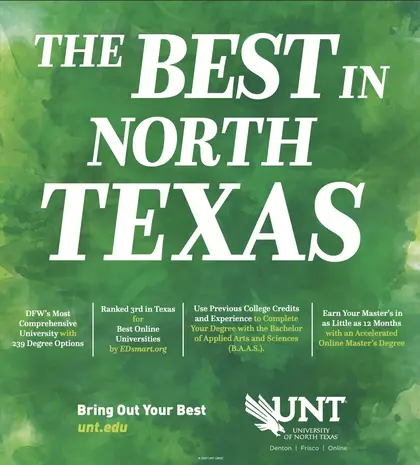 THE BEST IN
NORTH
TEXAS
DFW's Most
Comprehensive
University with
239 Degree Options
Ranked 3rd in Texas
for
Best Online
Universities
by EDsmart.org
Use Previous College Credits
and Experience to Complete
Your Degree with the Bachelor
of Applied Arts and Sciences
(B.A.A.S.).
Earn Your Master's in
as Little as 12 Months
with an Accelerated
Online Master's Degree
Bring Out Your Best
unt.edu
UNT
UNIVERSITY
OF NORTH TEXAS
Denton | Frisco | Online